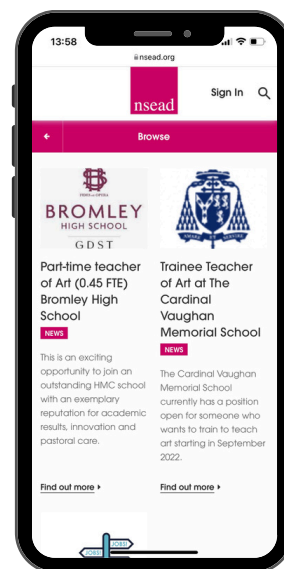 13:58
nsead.org
nsead
Sign In
Browse
BROMLEY
HIGH SCHOOL
GDST
Part-time teacher
of Art (0.45 FTE)
Bromley High
School
NEWS
This is an exciting
opportunity to join an
outstanding HMC school
with an exemplary
reputation for academic
results, innovation and
pastoral care.
Find out more
Trainee Teacher
of Art at The
Cardinal
Vaughan
Memorial School
NEWS
The Cardinal Vaughan
Memorial School
currently has a position
open for someone who
wants to train to teach
art starting in September
2022.
Find out more
JOBS!
JOBS!